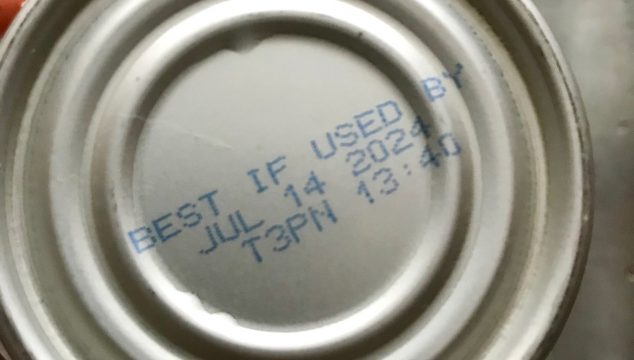 BEST IF USED BY
JUL 14 2024
T3PN 13:40